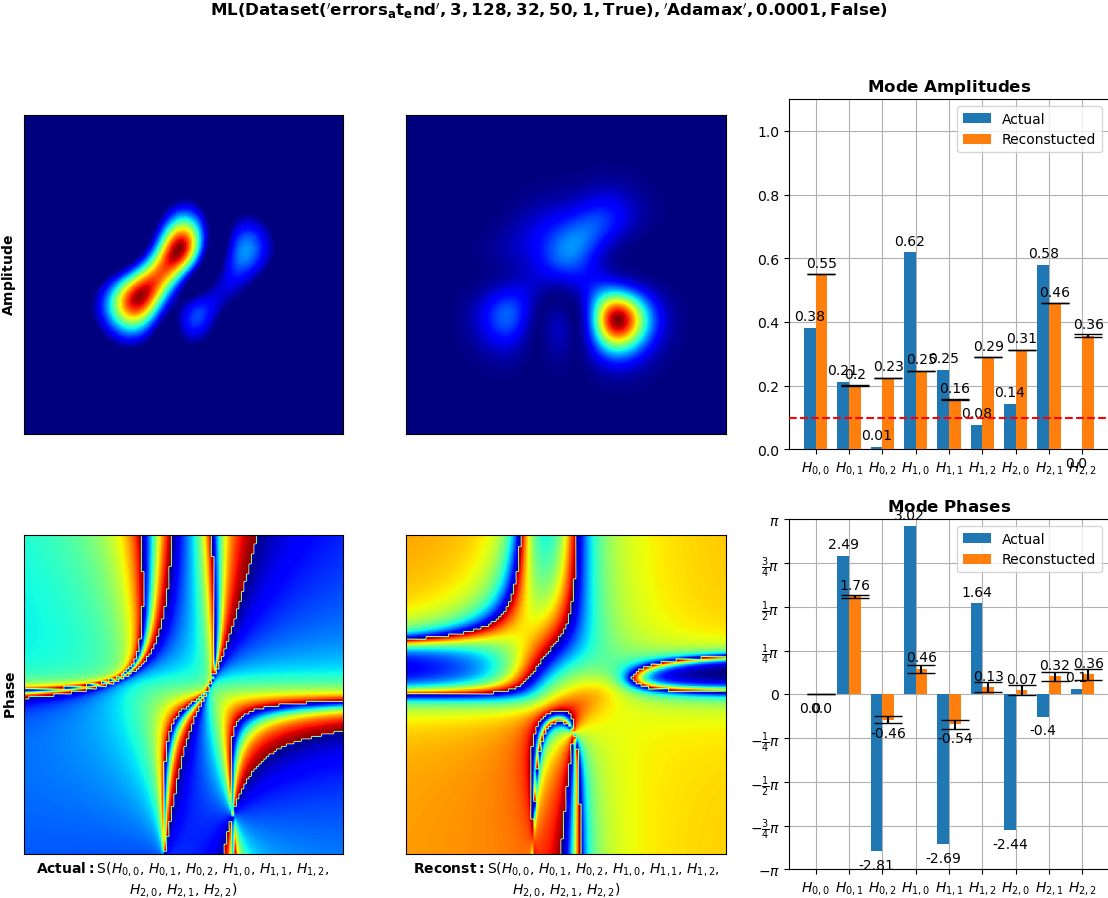 ML(Dataset('errors_at_end', 3, 128, 32, 50, 1, True), 'Adamax', 0.0001, False)
Amplitude
Mode Amplitudes
Actual
Reconstucted
1.0
0.8
0.6
0.4
0.2
0.0
0.38
0.55
0.21
0.2
0.01
0.23
0.62
0.25
0.25
0.16
0.08
0.29
0.14
0.31
0.58
0.46
0.0
0.36
H0,0 H0,1 H0,2 H1,0 H1,1 H1,2 H2,0 H2,1 H2,2
Phase
Actual: S(H0,0, H0,1, H0,2, H1,0, H1,1, H1,2,
H2,0, H2,1, H2,2)
Reconst: S(H0,0, H0,1, H0,2, H1,0, H1,1, H1,2,
H2,0, H2,1, H2,2)
Mode Phases
Actual
Reconstucted
π
3/4π
1/2π
1/4π
0
−1/4π
−1/2π
−3/4π
−π
0.0
2.49
1.76
-2.81
-0.46
3.02
0.46
-2.69
-0.54
1.64
0.13
-2.44
0.07
-0.4
0.32
0.36
H0,0 H0,1 H0,2 H1,0 H1,1 H1,2 H2,0 H2,1 H2,2